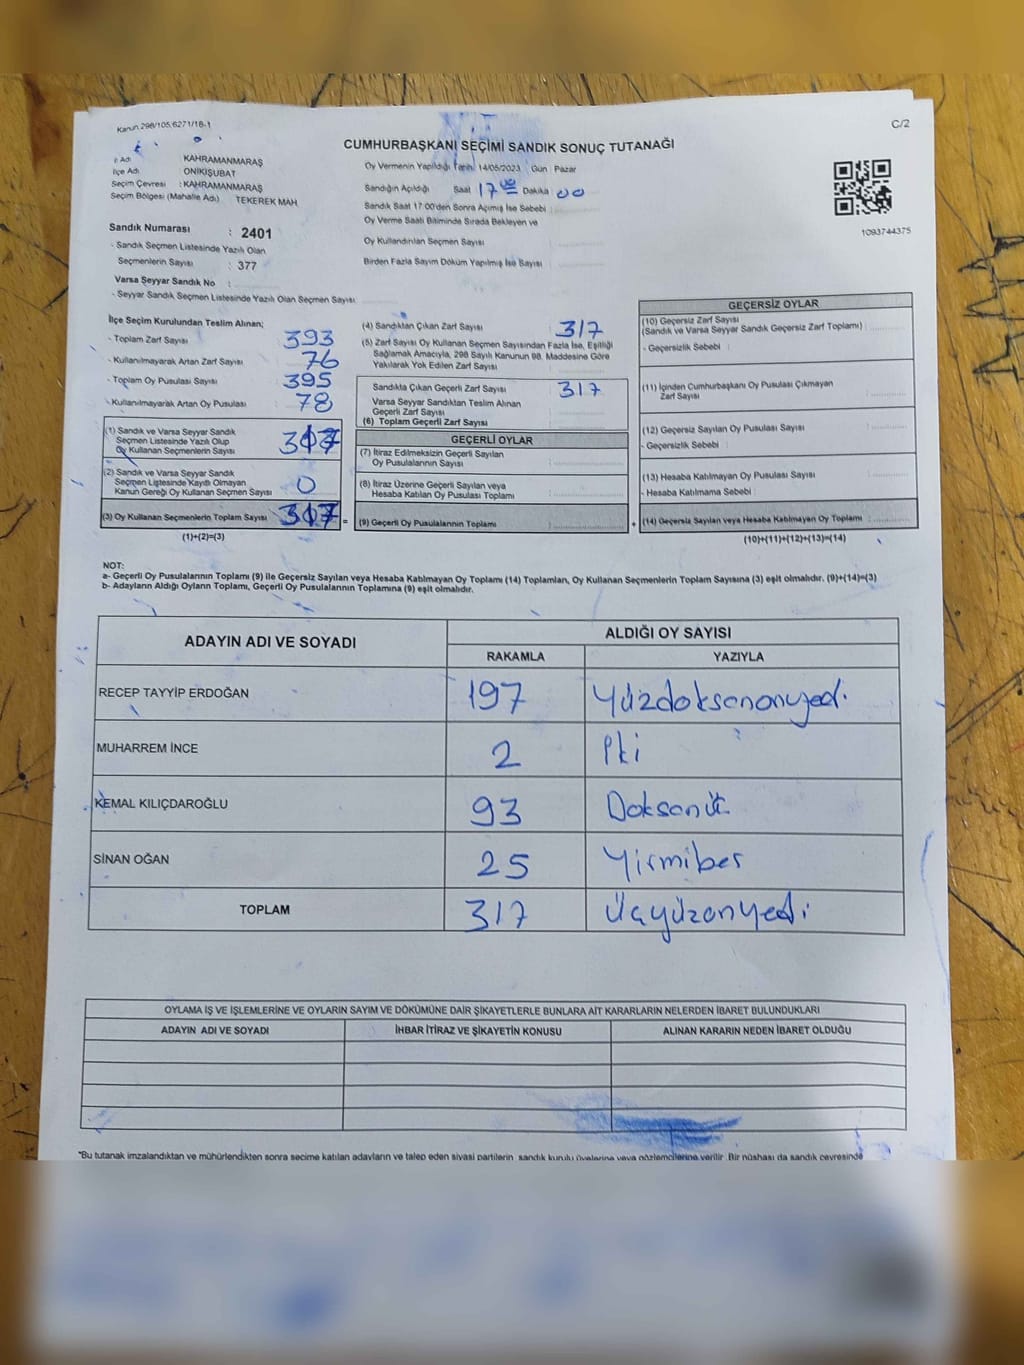 Kanun 298/105,6271/18-1
C/2
CUMHURBAŞKANI SEÇİMİ SANDIK SONUÇ TUTANAĞI
İl Adı KAHRAMANMARAŞ
İlçe Adı ONİKİŞUBAT
Seçim Çevresi : KAHRAMANMARAŞ
Seçim Bölgesi (Mahalle Adı) TEKEREK MAH
Oy Vermenin Yapıldığı Tarih: 14/05/2023 Gün Pazar
Sandığın Açıldığı Saat 17 00 Dakika 00
Sandık Saat 17:00'den Sonra Açılmış İse Sebebi
Oy Verme Saati Bitiminde Sırada Bekleyen ve
Oy Kullandırılan Seçmen Sayısı
Birden Fazla Sayım Döküm Yapılmış İse Sayısı
1093744375
Sandık Numarası : 2401
- Sandık Seçmen Listesinde Yazılı Olan
Seçmenlerin Sayısı : 377
Varsa Seyyar Sandık No :
- Seyyar Sandık Seçmen Listesinde Yazılı Olan Seçmen Sayısı
İlçe Seçim Kurulundan Teslim Alınan;
- Toplam Zarf Sayısı 393
- Kullanılmayarak Artan Zarf Sayısı 76
- Toplam Oy Pusulası Sayısı 395
- Kullanılmayarak Artan Oy Pusulası 78
(1) Sandık ve Varsa Seyyar Sandık
Seçmen Listesinde Yazılı Olup
Oy Kullanan Seçmenlerin Sayısı 317
(2) Sandık ve Varsa Seyyar Sandık
Seçmen Listesinde Kayıtlı Olmayan
Kanun Gereği Oy Kullanan Seçmen Sayısı 0
(3) Oy Kullanan Seçmenlerin Toplam Sayısı 317 =
(1)+(2)=(3)
(4) Sandıktan Çıkan Zarf Sayısı 317
(5) Zarf Sayısı Oy Kullanan Seçmen Sayısından Fazla İse, Eşitliği
Sağlamak Amacıyla, 298 Sayılı Kanunun 98. Maddesine Göre
Yakılarak Yok Edilen Zarf Sayısı
Sandıkta Çıkan Geçerli Zarf Sayısı 317
Varsa Seyyar Sandıktan Teslim Alınan
Geçerli Zarf Sayısı
(6) Toplam Geçerli Zarf Sayısı
GEÇERLİ OYLAR
(7) İtiraz Edilmeksizin Geçerli Sayılan
Oy Pusulalarının Sayısı
(8) İtiraz Üzerine Geçerli Sayılan veya
Hesaba Katılan Oy Pusulası Toplamı
(9) Geçerli Oy Pusulalarının Toplamı +
GEÇERSİZ OYLAR
(10) Geçersiz Zarf Sayısı
(Sandık ve Varsa Seyyar Sandık Geçersiz Zarf Toplamı)
- Geçersizlik Sebebi :
(11) İçinden Cumhurbaşkanı Oy Pusulası Çıkmayan
Zarf Sayısı
(12) Geçersiz Sayılan Oy Pusulası Sayısı
- Geçersizlik Sebebi :
(13) Hesaba Katılmayan Oy Pusulası Sayısı
- Hesaba Katılmama Sebebi
(14) Geçersiz Sayılan veya Hesaba Katılmayan Oy Toplamı
(10)+(11)+(12)+(13)=(14)
NOT:
a- Geçerli Oy Pusulalarının Toplamı (9) ile Geçersiz Sayılan veya Hesaba Katılmayan Oy Toplamı (14) Toplamları, Oy Kullanan Seçmenlerin Toplam Sayısına (3) eşit olmalıdır. (9)+(14)=(3)
b- Adayların Aldığı Oyların Toplamı, Geçerli Oy Pusulalarının Toplamına (9) eşit olmalıdır.
ADAYIN ADI VE SOYADI ALDIĞI OY SAYISI
RAKAMLA YAZIYLA
RECEP TAYYİP ERDOĞAN 197 Yüzdoksanonyedi
MUHARREM İNCE 2 İki
KEMAL KILIÇDAROĞLU 93 Doksanüç
SİNAN OĞAN 25 Yirmibeş
TOPLAM 317 Üçyüzonyedi
OYLAMA İŞ VE İŞLEMLERİNE VE OYLARIN SAYIM VE DÖKÜMÜNE DAİR ŞİKAYETLERLE BUNLARA AİT KARARLARIN NELERDEN İBARET BULUNDUKLARI
ADAYIN ADI VE SOYADI İHBAR İTİRAZ VE ŞİKAYETİN KONUSU ALINAN KARARIN NEDEN İBARET OLDUĞU
"Bu tutanak imzalandıktan ve mühürlendikten sonra seçime katılan adayların ve talep eden siyasi partilerin, sandık kurulu üyelerine veya gözlemcilerine verilir. Bir nüshası da sandık çevresinde